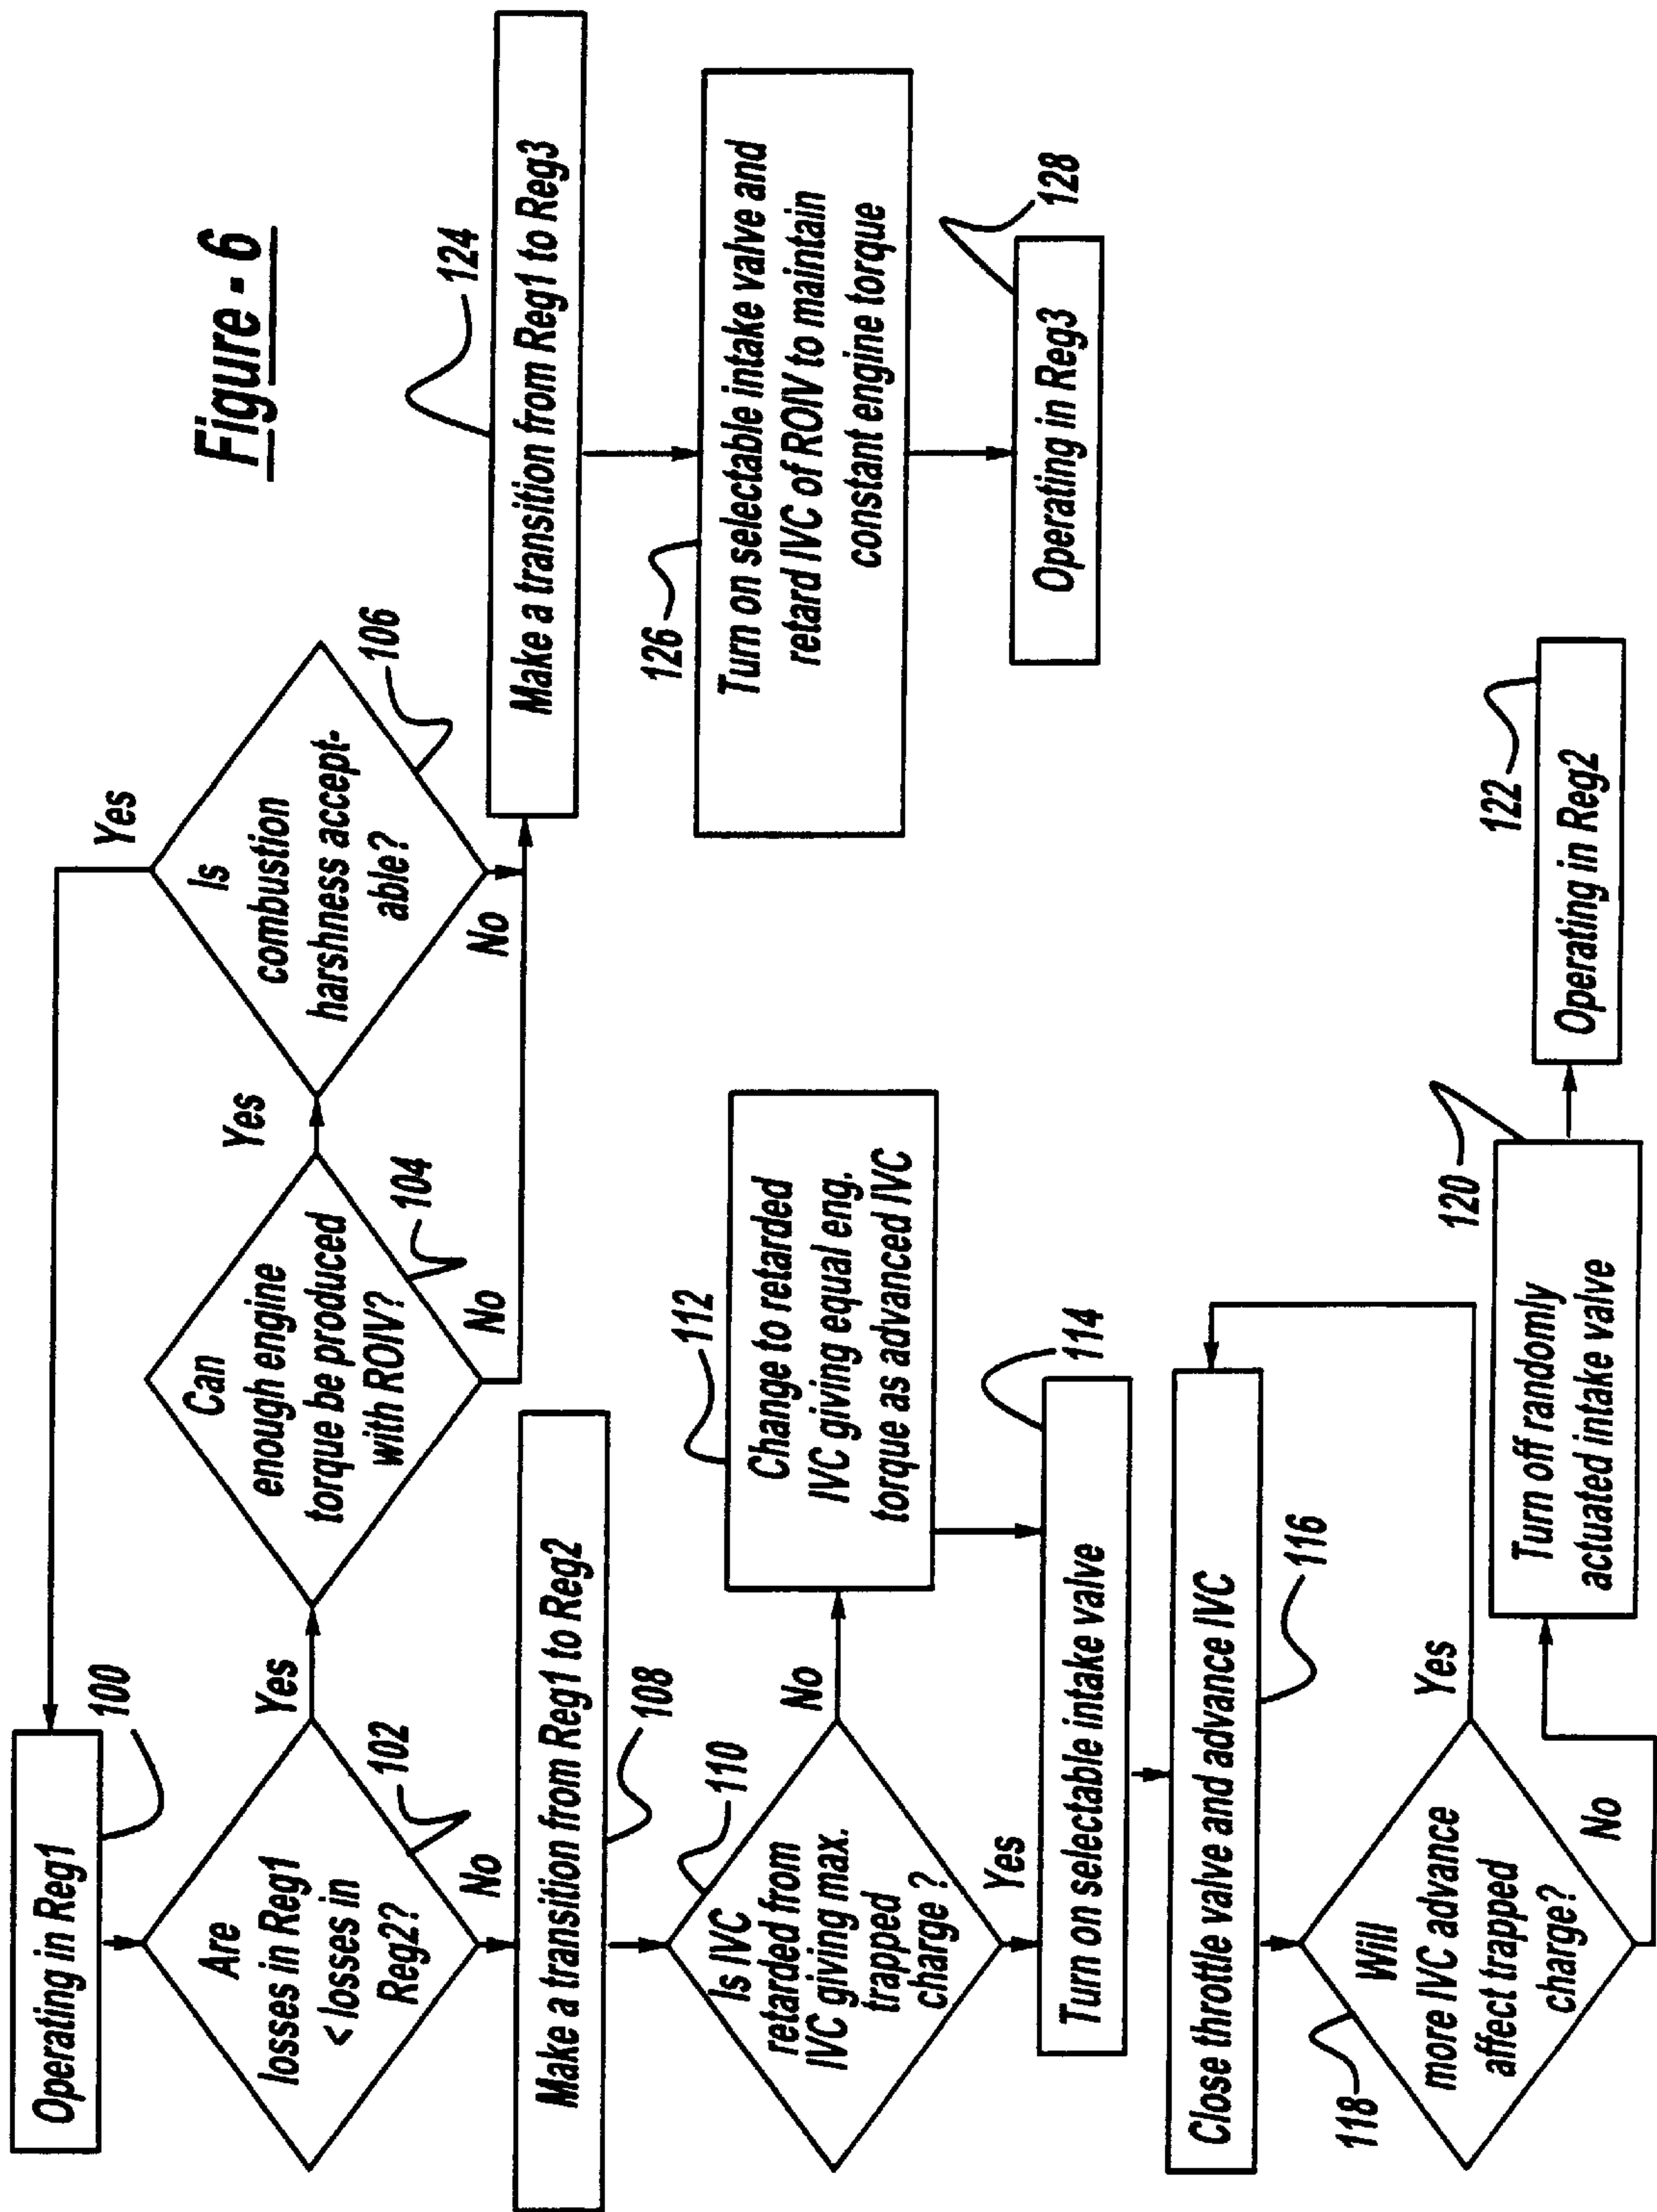 Figure - 6
Operating in Reg1
100
Are
losses in Reg1
< losses in
Reg2?
102
Yes
No
Can
enough engine
torque be produced
with ROIV?
104
Yes
No
Is
combustion
harshness accept-
able?
106
Yes
No
Make a transition from Reg1 to Reg2
108
Is IVC
retarded from
IVC giving max.
trapped
charge ?
110
No
Yes
Change to retarded
IVC giving equal eng.
torque as advanced IVC
112
Turn on selectable intake valve
114
Close throttle valve and advance IVC
116
Will
more IVC advance
affect trapped
charge?
118
Yes
No
Turn off randomly
actuated intake valve
120
Operating in Reg2
122
Make a transition from Reg1 to Reg3
124
Turn on selectable intake valve and
retard IVC of ROIV to maintain
constant engine torque
126
Operating in Reg3
128